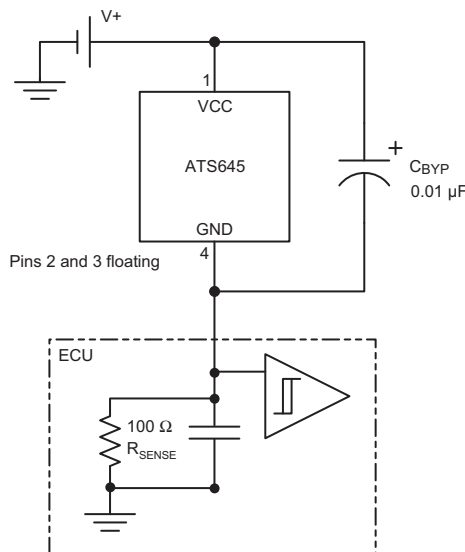 V+
1
VCC
ATS645
GND
4
+
CBYP
0.01 µF
Pins 2 and 3 floating
ECU
100 Ω
RSENSE